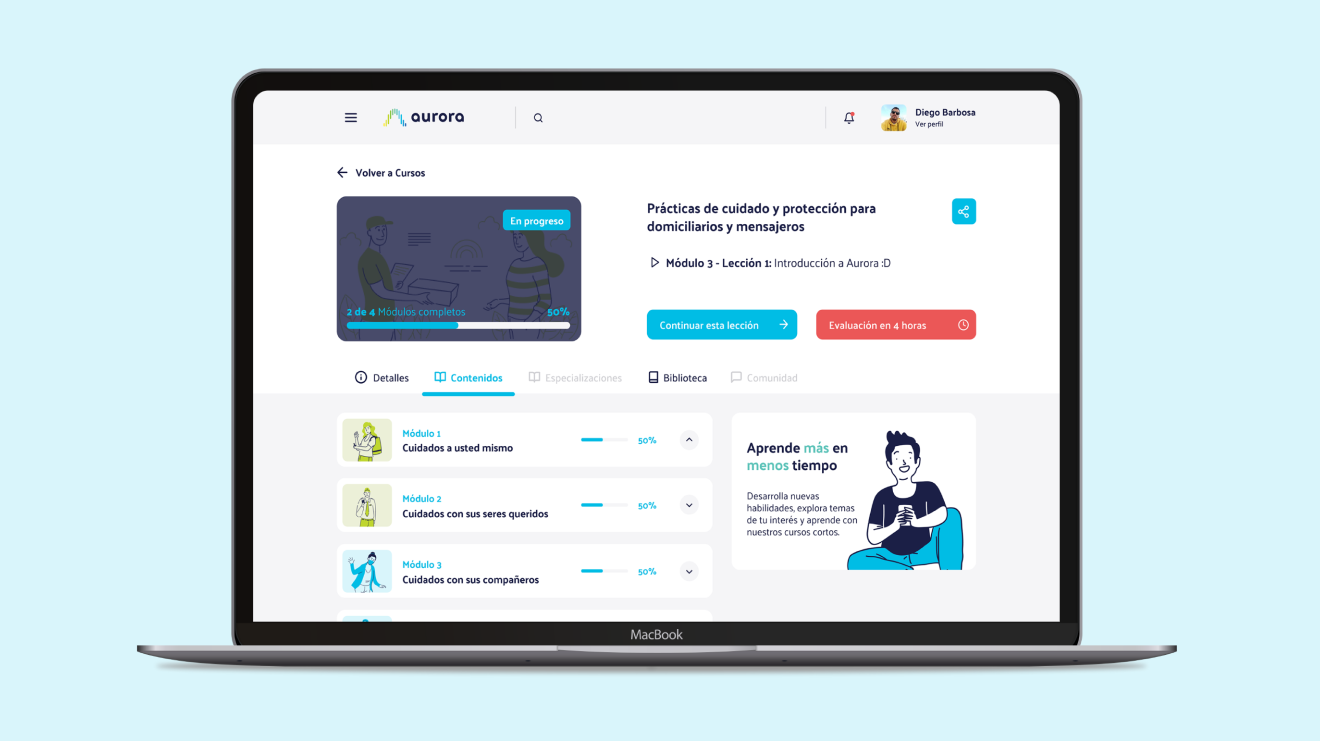 aurora
Diego Barbosa
Ver perfil
Volver a Cursos
En progreso
2 de 4 Módulos completos 50%
Prácticas de cuidado y protección para
domiciliarios y mensajeros
Módulo 3 - Lección 1: Introducción a Aurora :D
Continuar esta lección
Evaluación en 4 horas
Detalles
Contenidos
Especializaciones
Biblioteca
Comunidad
Módulo 1
Cuidados a usted mismo
50%
Módulo 2
Cuidados con sus seres queridos
50%
Módulo 3
Cuidados con sus compañeros
50%
Aprende más en
menos tiempo
Desarrolla nuevas
habilidades, explora temas
de tu interés y aprende con
nuestros cursos cortos.
MacBook